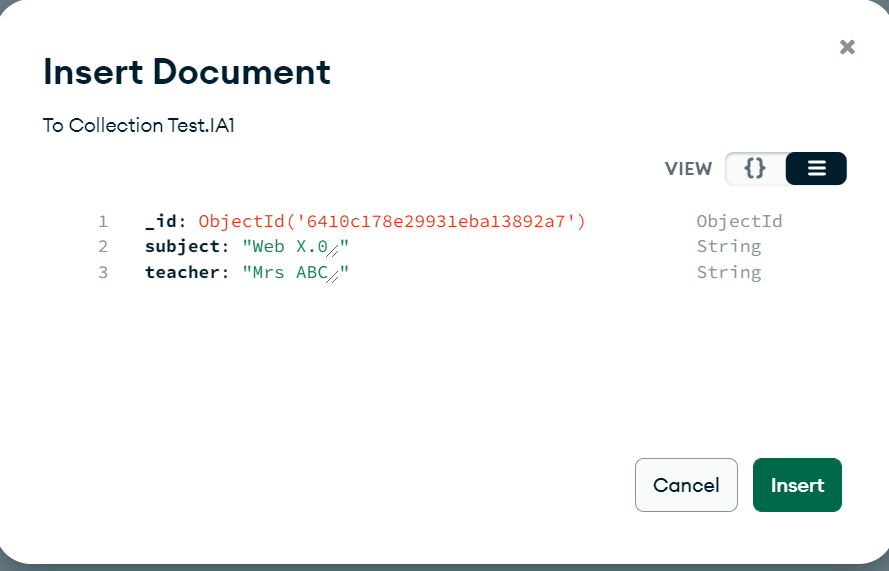 Insert Document
To Collection Test.IA1
VIEW {}
1 _id: ObjectId('6410c178e29931eba13892a7') ObjectId
2 subject: "Web X.0" String
3 teacher: "Mrs ABC" String
Cancel Insert